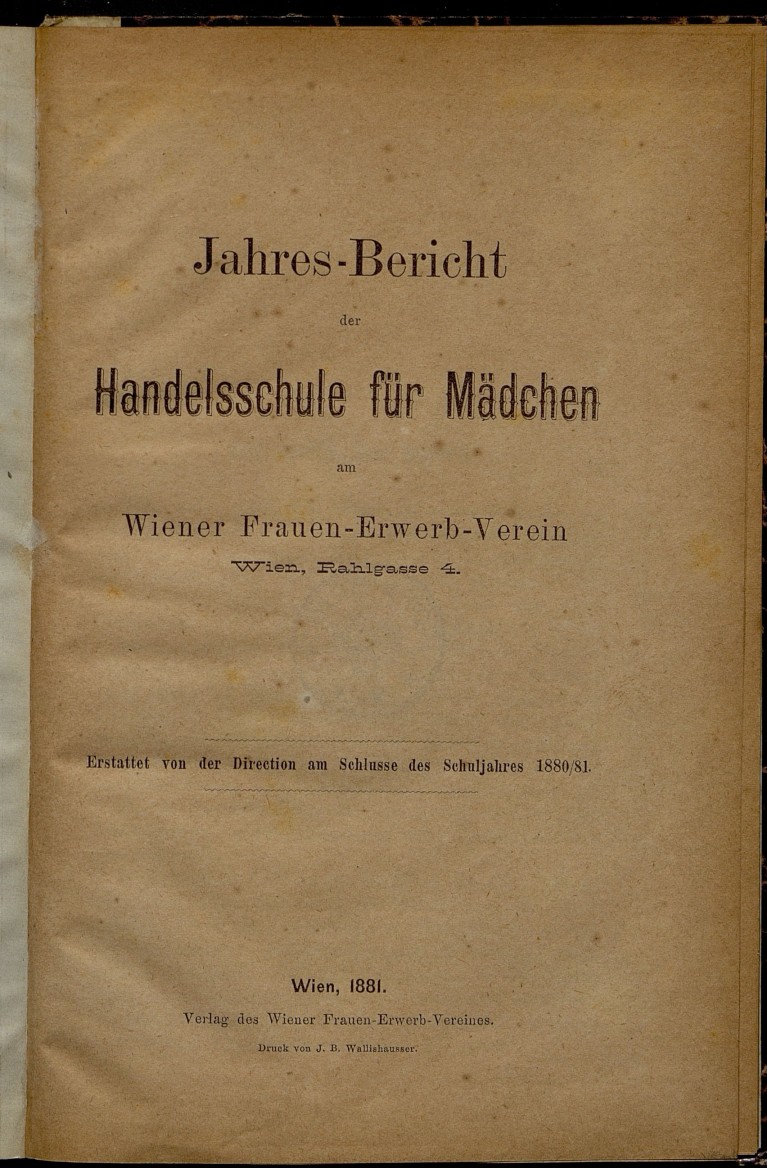 Jahres-Bericht
der
Handelsschule für Mädchen
am
Wiener Frauen-Erwerb-Verein
Wien, Rahlgasse 4.
Erstattet von der Direction am Schlusse des Schuljahres 1880/81.
Wien, 1881.
Verlag des Wiener Frauen-Erwerb-Vereines.
Druck von J. B. Wallishausser.